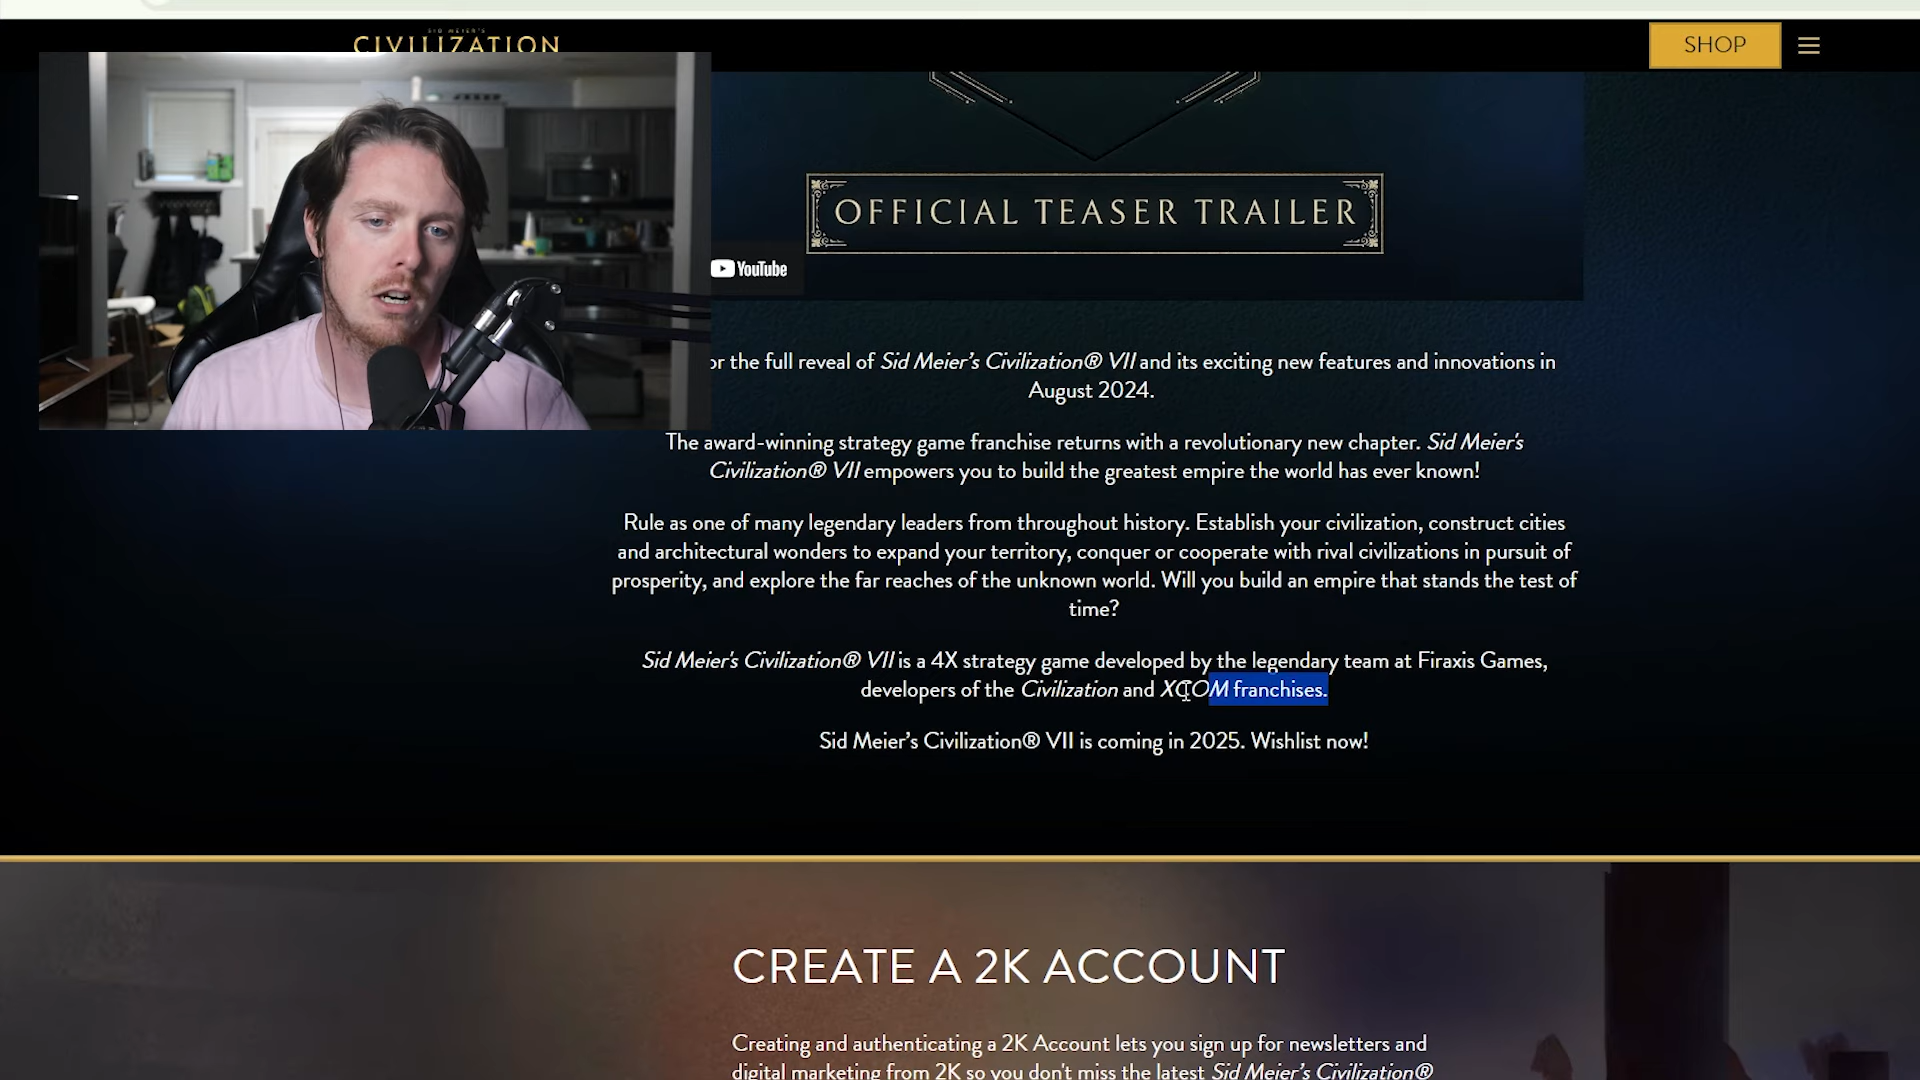 SID MEIER'S
CIVILIZATION
SHOP
OFFICIAL TEASER TRAILER
YouTube
or the full reveal of Sid Meier’s Civilization® VII and its exciting new features and innovations in
August 2024.
The award-winning strategy game franchise returns with a revolutionary new chapter. Sid Meier's
Civilization® VII empowers you to build the greatest empire the world has ever known!
Rule as one of many legendary leaders from throughout history. Establish your civilization, construct cities
and architectural wonders to expand your territory, conquer or cooperate with rival civilizations in pursuit of
prosperity, and explore the far reaches of the unknown world. Will you build an empire that stands the test of
time?
Sid Meier's Civilization® VII is a 4X strategy game developed by the legendary team at Firaxis Games,
developers of the Civilization and XCOM franchises.
Sid Meier’s Civilization® VII is coming in 2025. Wishlist now!
CREATE A 2K ACCOUNT
Creating and authenticating a 2K Account lets you sign up for newsletters and
digital marketing from 2K so you don't miss the latest Sid Meier’s Civilization®